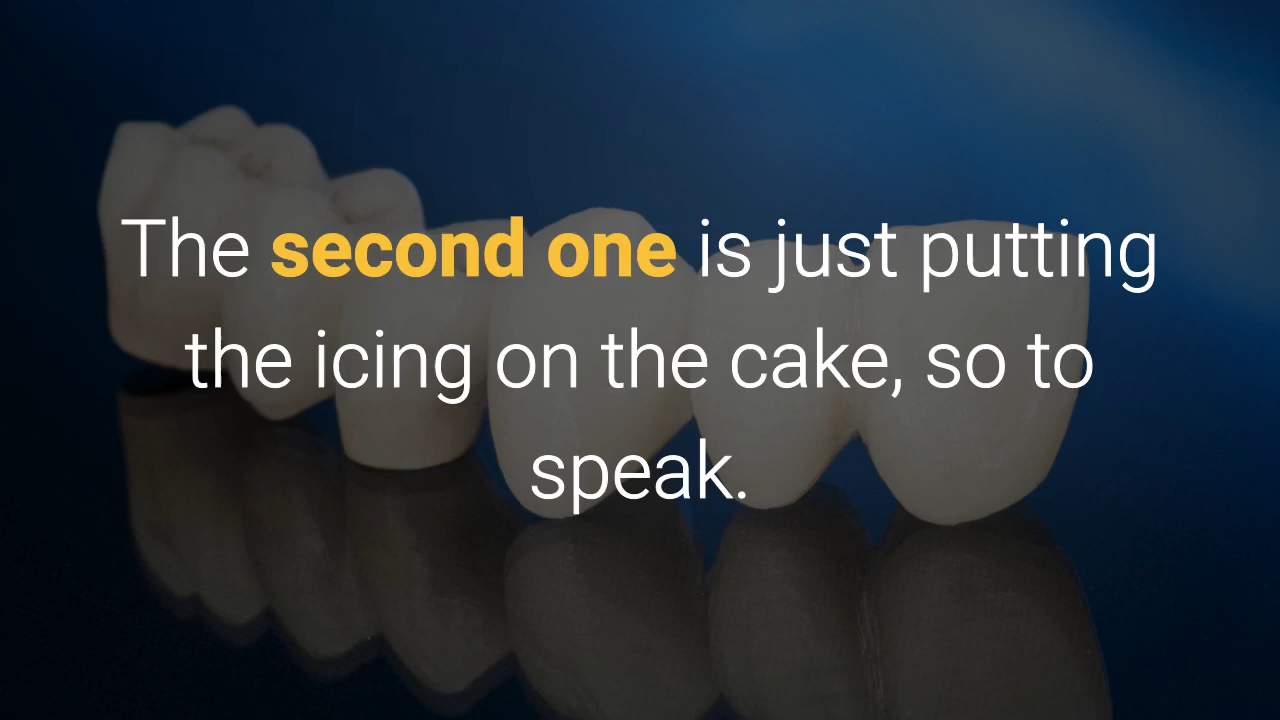 The second one is just putting
the icing on the cake, so to
speak.